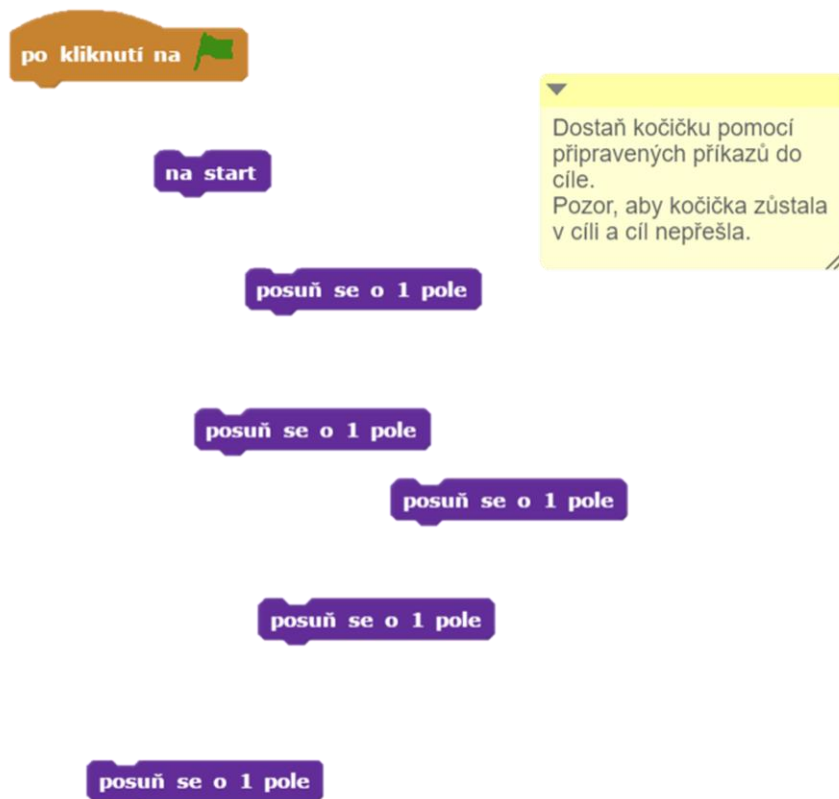 po kliknutí na
na start
Dostaň kočičku pomocí
připravených příkazů do
cíle.
Pozor, aby kočička zůstala
v cíli a cíl nepřešla.
posuň se o 1 pole
posuň se o 1 pole
posuň se o 1 pole
posuň se o 1 pole
posuň se o 1 pole